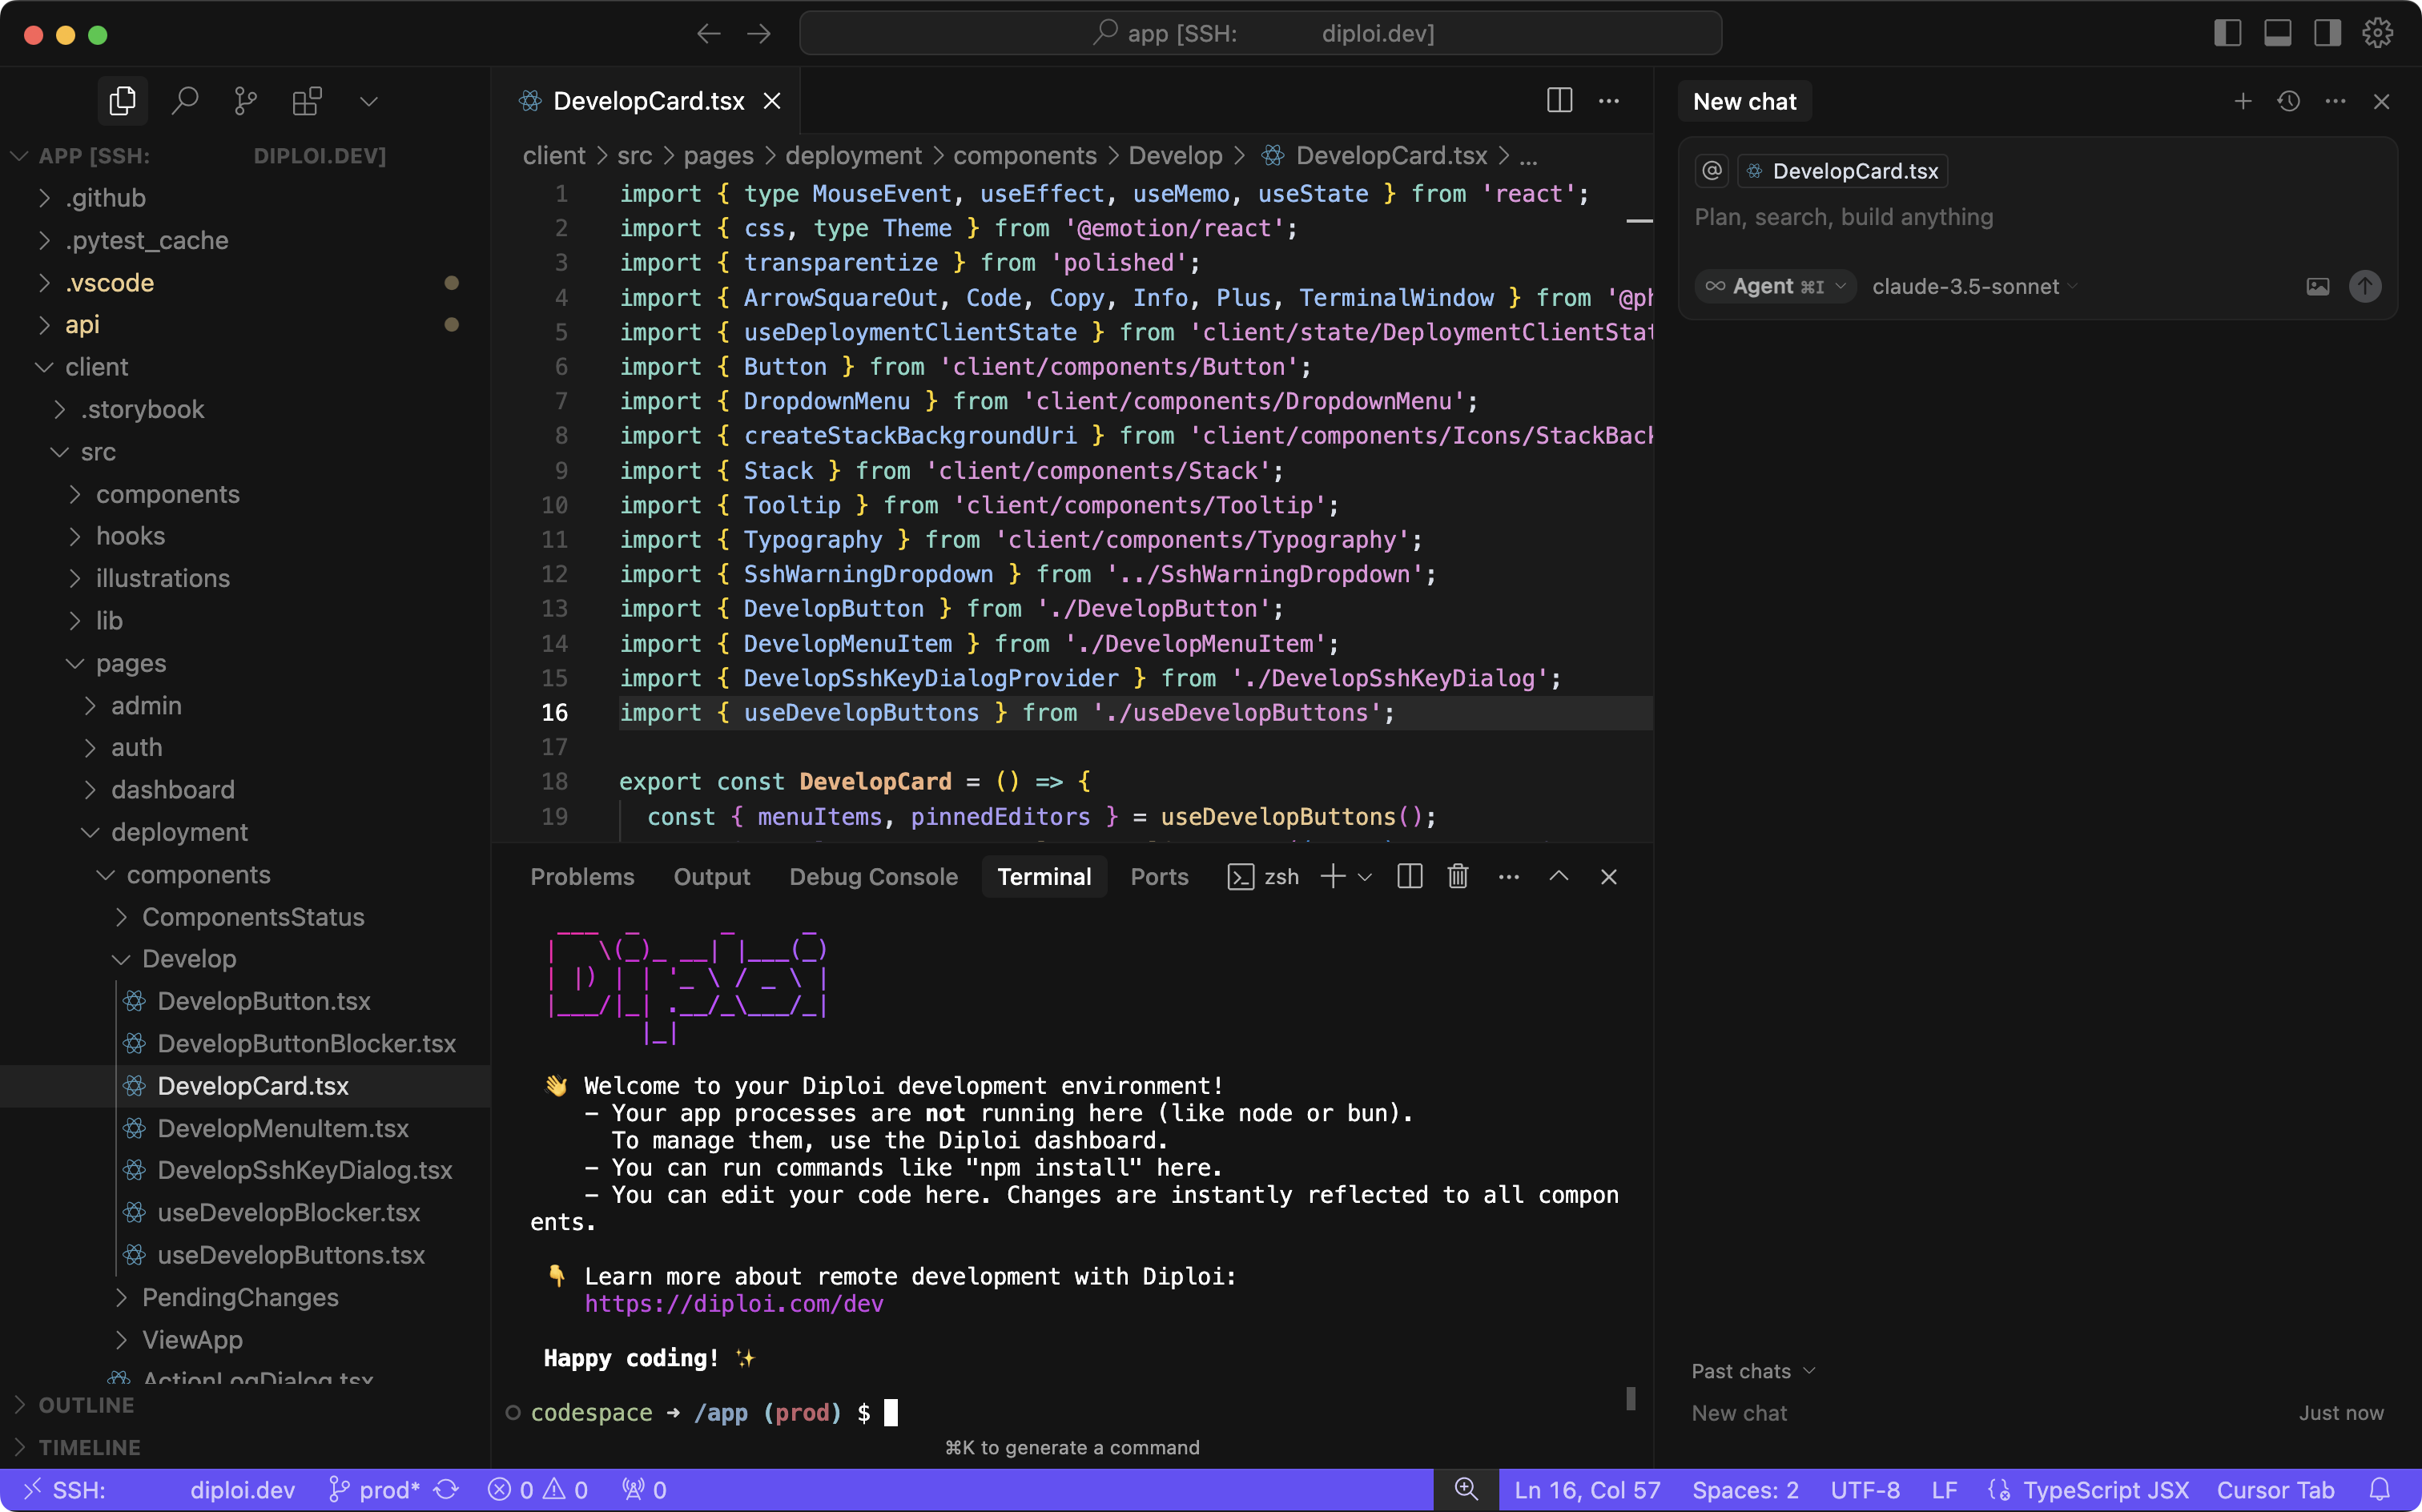 app [SSH: diploi.dev]
APP [SSH: DIPLOI.DEV]
.github
.pytest_cache
.vscode
api
client
.storybook
src
components
hooks
illustrations
lib
pages
admin
auth
dashboard
deployment
components
ComponentsStatus
Develop
DevelopButton.tsx
DevelopButtonBlocker.tsx
DevelopCard.tsx
DevelopMenuItem.tsx
DevelopSshKeyDialog.tsx
useDevelopBlocker.tsx
useDevelopButtons.tsx
PendingChanges
ViewApp
ActionLogDialog.tsx
OUTLINE
TIMELINE
DevelopCard.tsx
client > src > pages > deployment > components > Develop > DevelopCard.tsx > ...
1 import { type MouseEvent, useEffect, useMemo, useState } from 'react';
2 import { css, type Theme } from '@emotion/react';
3 import { transparentize } from 'polished';
4 import { ArrowSquareOut, Code, Copy, Info, Plus, TerminalWindow } from '@ph
5 import { useDeploymentClientState } from 'client/state/DeploymentClientStat
6 import { Button } from 'client/components/Button';
7 import { DropdownMenu } from 'client/components/DropdownMenu';
8 import { createStackBackgroundUri } from 'client/components/Icons/StackBack
9 import { Stack } from 'client/components/Stack';
10 import { Tooltip } from 'client/components/Tooltip';
11 import { Typography } from 'client/components/Typography';
12 import { SshWarningDropdown } from '../SshWarningDropdown';
13 import { DevelopButton } from './DevelopButton';
14 import { DevelopMenuItem } from './DevelopMenuItem';
15 import { DevelopSshKeyDialogProvider } from './DevelopSshKeyDialog';
16 import { useDevelopButtons } from './useDevelopButtons';
17
18 export const DevelopCard = () => {
19 const { menuItems, pinnedEditors } = useDevelopButtons();
Problems Output Debug Console Terminal Ports zsh
Diploi
👋 Welcome to your Diploi development environment!
- Your app processes are not running here (like node or bun).
To manage them, use the Diploi dashboard.
- You can run commands like "npm install" here.
- You can edit your code here. Changes are instantly reflected to all compon
ents.
👇 Learn more about remote development with Diploi:
https://diploi.com/dev
Happy coding! ✨
codespace → /app (prod) $
⌘K to generate a command
New chat
@ DevelopCard.tsx
Plan, search, build anything
∞ Agent ⌘I claude-3.5-sonnet
Past chats
New chat Just now
SSH: diploi.dev prod* 0 0 0 Ln 16, Col 57 Spaces: 2 UTF-8 LF TypeScript JSX Cursor Tab